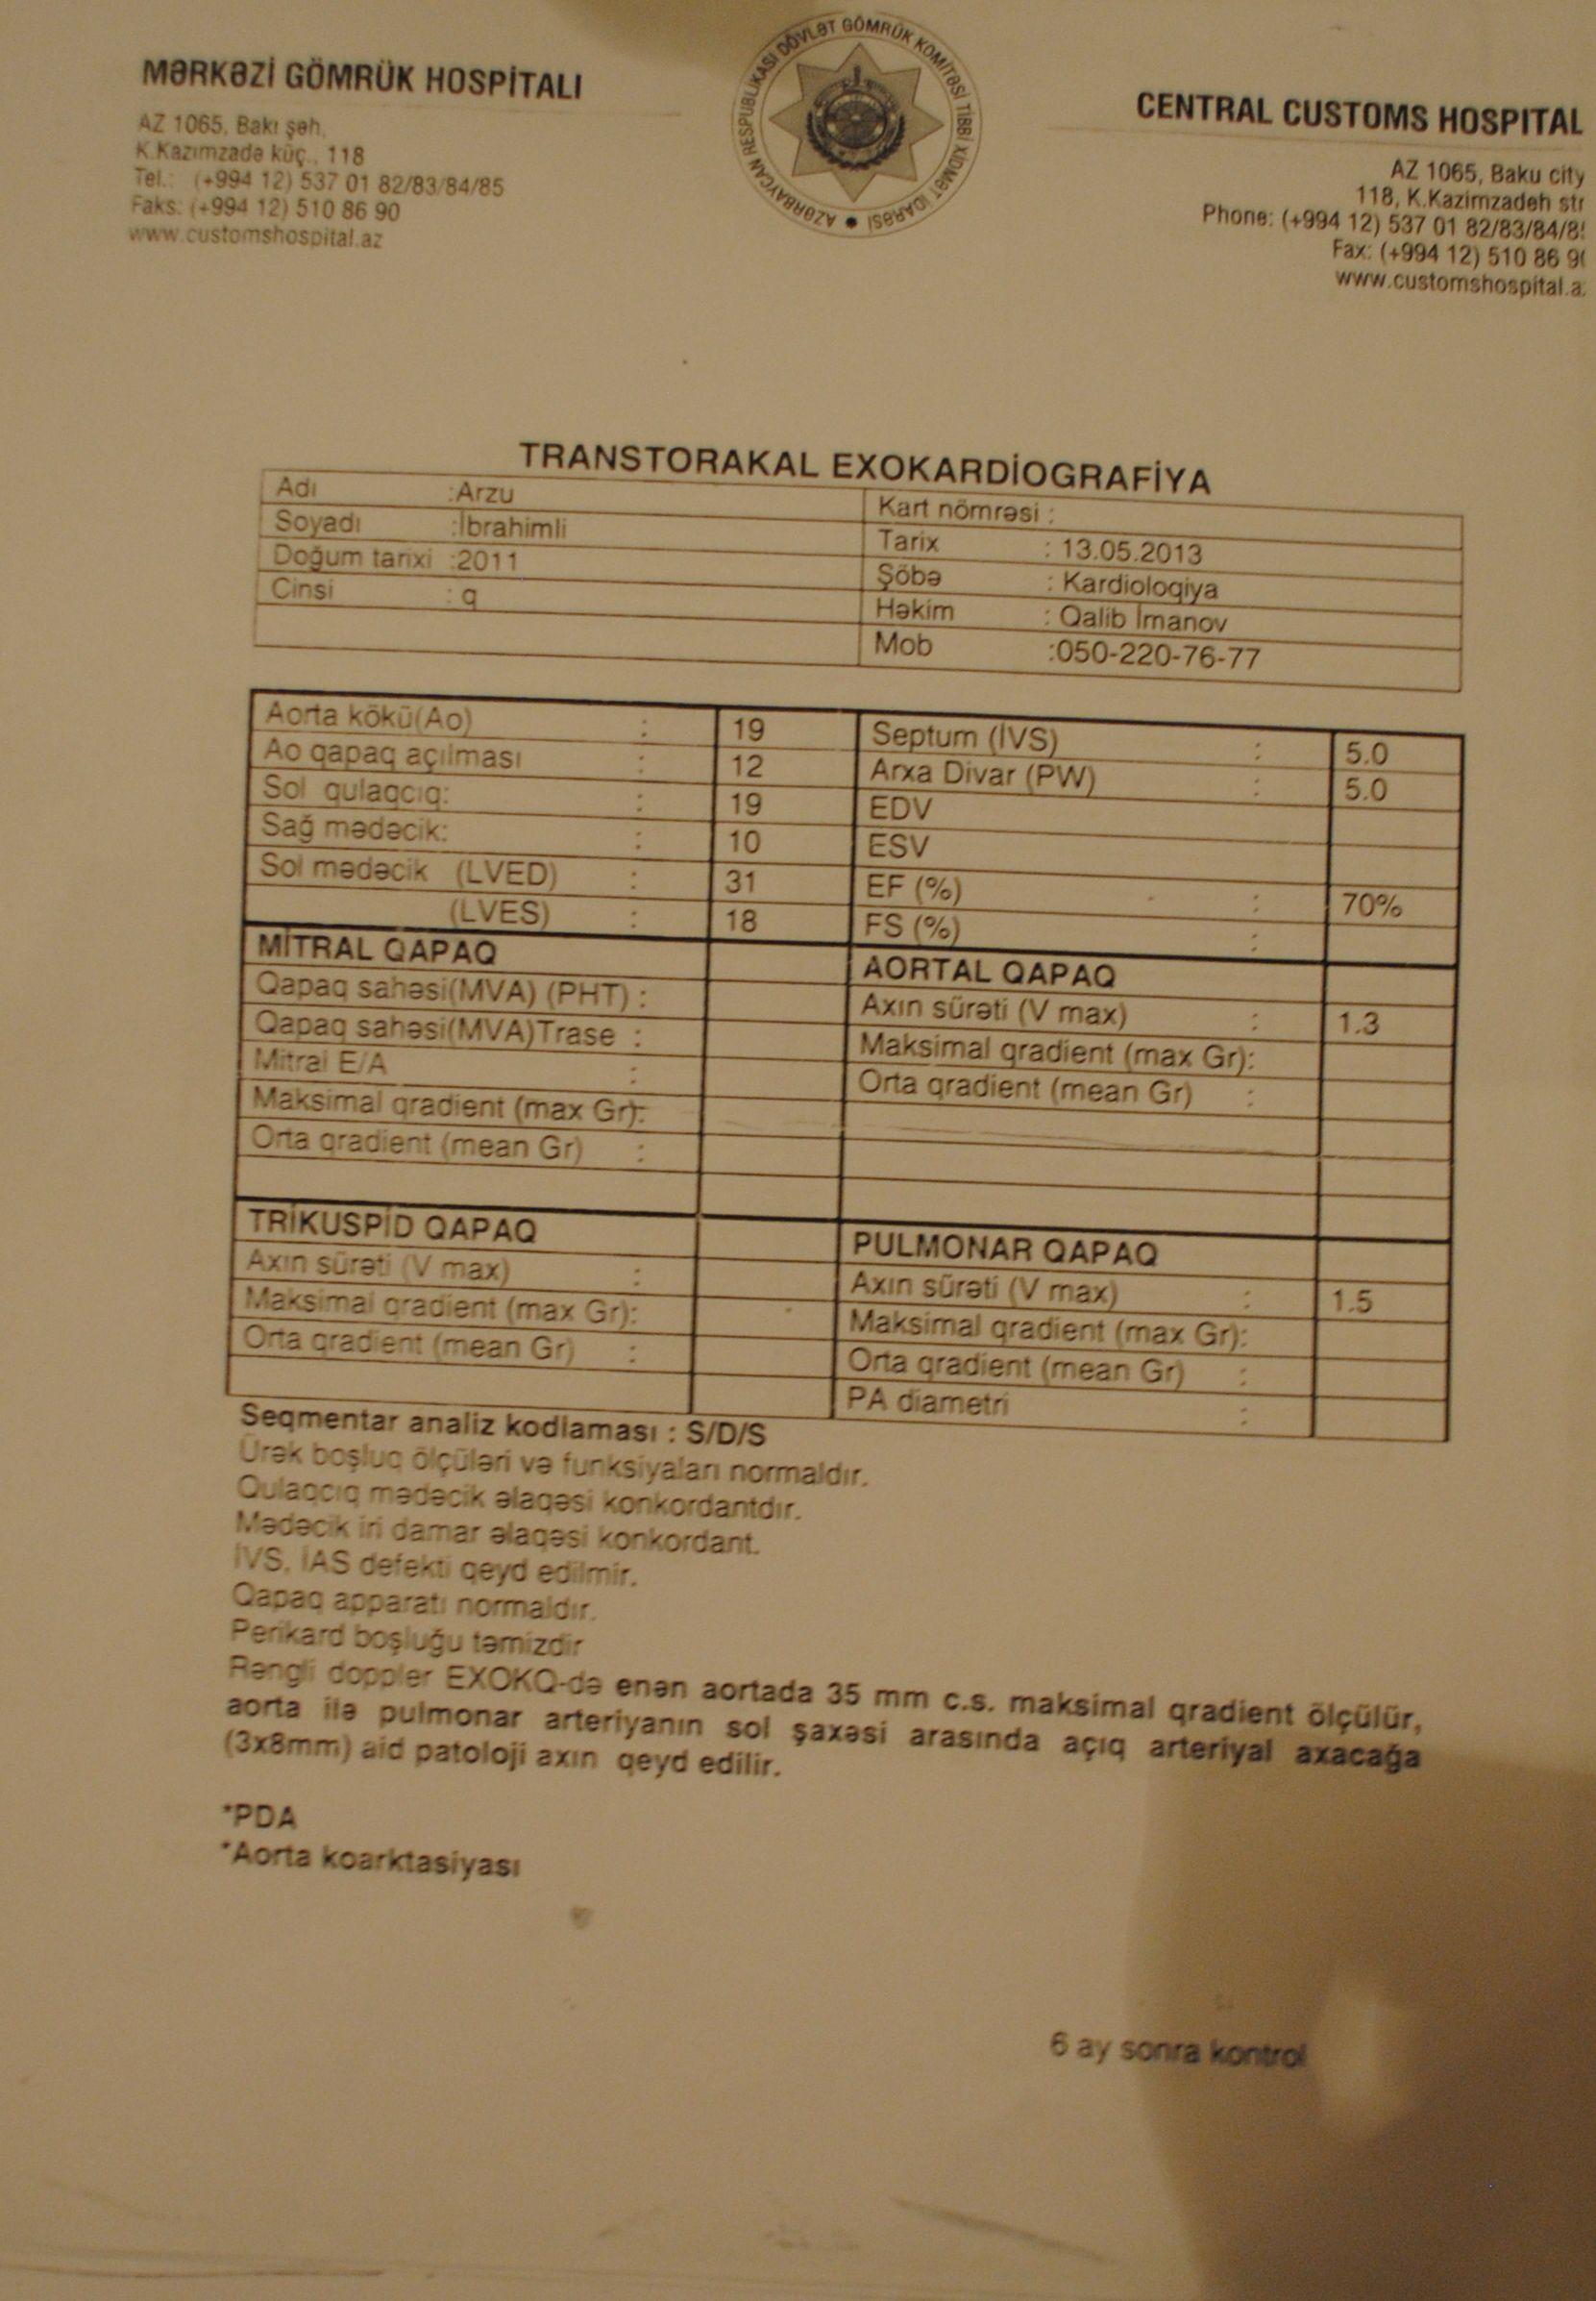 MƏRKƏZİ GÖMRÜK HOSPİTALI
AZ 1065, Bakı şəh,
K.Kazımzadə küç., 118
Tel.: (+994 12) 537 01 82/83/84/85
Faks: (+994 12) 510 86 90
www.customshospital.az
AZƏRBAYCAN RESPUBLİKASI DÖVLƏT GÖMRÜK KOMİTƏSİ TİBBİ XİDMƏT İDARƏSİ
CENTRAL CUSTOMS HOSPITAL
AZ 1065, Baku city
118, K.Kazimzadeh str
Phone: (+994 12) 537 01 82/83/84/8
Fax: (+994 12) 510 86 9
www.customshospital.a
TRANSTORAKAL EXOKARDİOGRAFİYA
Adı :Arzu
Soyadı :İbrahimli
Doğum tarixi :2011
Cinsi : q
Kart nömrəsi :
Tarix : 13.05.2013
Şöbə : Kardioloqiya
Həkim : Qalib İmanov
Mob :050-220-76-77
Aorta kökü(Ao) : 19 Septum (İVS) : 5.0
Ao qapaq açılması : 12 Arxa Divar (PW) : 5.0
Sol qulaqcıq: : 19 EDV
Sağ mədəcik: : 10 ESV
Sol mədəcik (LVED) : 31 EF (%) : 70%
(LVES) : 18 FS (%) :
MİTRAL QAPAQ
Qapaq sahəsi(MVA) (PHT) :
Qapaq sahəsi(MVA)Trase :
Mitral E/A :
Maksimal qradient (max Gr):
Orta qradient (mean Gr) :
AORTAL QAPAQ
Axın sürəti (V max) : 1.3
Maksimal qradient (max Gr):
Orta qradient (mean Gr) :
TRİKUSPİD QAPAQ
Axın sürəti (V max) :
Maksimal qradient (max Gr):
Orta qradient (mean Gr) :
PULMONAR QAPAQ
Axın sürəti (V max) : 1.5
Maksimal qradient (max Gr):
Orta qradient (mean Gr) :
PA diametri :
Seqmentar analiz kodlaması : S/D/S
Ürək boşluq ölçüləri və funksiyaları normaldır.
Qulaqcıq mədəcik əlaqəsi konkordantdır.
Mədəcik iri damar əlaqəsi konkordant.
İVS, İAS defekti qeyd edilmir.
Qapaq apparatı normaldır.
Perikard boşluğu təmizdir
Rəngli doppler EXOKQ-də enən aortada 35 mm c.s. maksimal qradient ölçülür,
aorta ilə pulmonar arteriyanın sol şaxəsi arasında açıq arteriyal axacağa
(3x8mm) aid patoloji axın qeyd edilir.
*PDA
*Aorta koarktasiyası
6 ay sonra kontrol